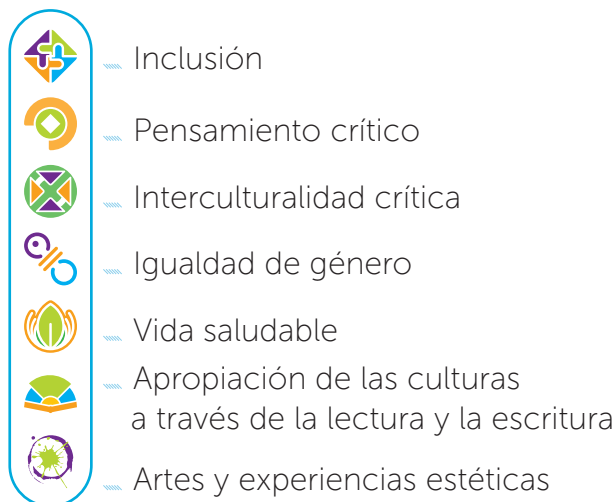 Inclusión
Pensamiento crítico
Interculturalidad crítica
Igualdad de género
Vida saludable
Apropiación de las culturas
a través de la lectura y la escritura
Artes y experiencias estéticas